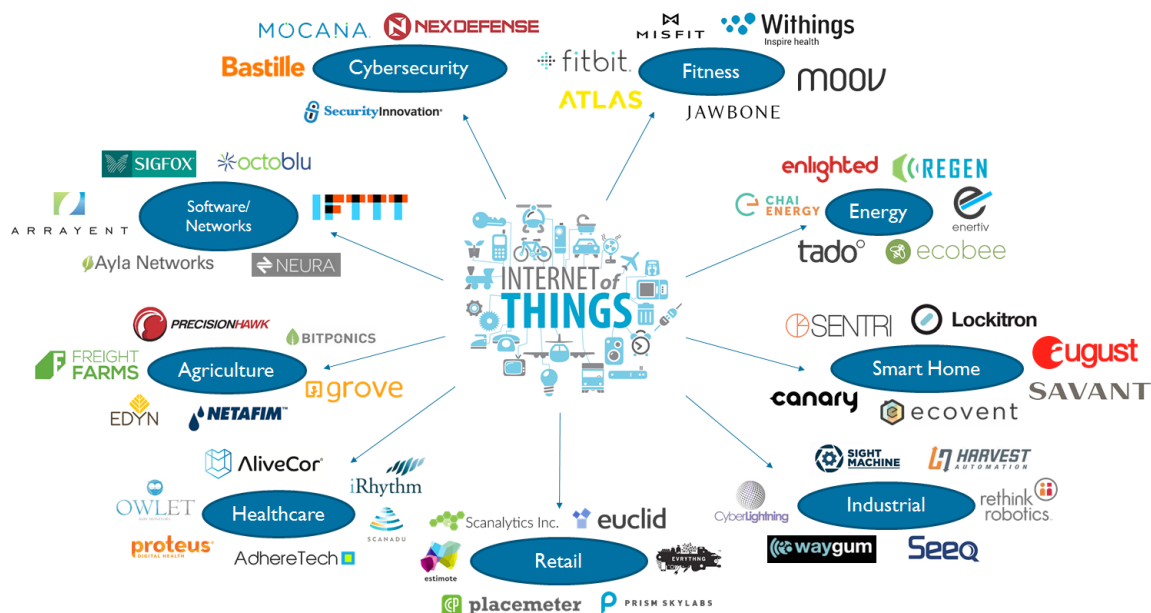 MOCANA
NEXDEFENSE
Bastille
Cybersecurity
SecurityInnovation
MISFIT
Withings
Inspire health
fitbit
Fitness
moov
ATLAS
JAWBONE
SIGFOX
octoblu
Software/
Networks
IFTTT
ARRAYENT
Ayla Networks
NEURA
enlighted
REGEN
CHAI
ENERGY
Energy
enertiv
tado°
ecobee
INTERNET of
THINGS
PRECISIONHAWK
BITPONICS
FREIGHT
FARMS
Agriculture
grove
EDYN
NETAFIM™
SENTRI
Lockitron
august
Smart Home
SAVANT
canary
ecovent
AliveCor
iRhythm
OWLET
Healthcare
SCANADU
proteus
DIGITAL HEALTH
AdhereTech
Scanalytics Inc.
euclid
estimote
Retail
EVRYTHNG
placemeter
PRISM SKYLABS
SIGHT
MACHINE
HARVEST
AUTOMATION
CyberLightning
Industrial
rethink
robotics
waygum
SEEQ